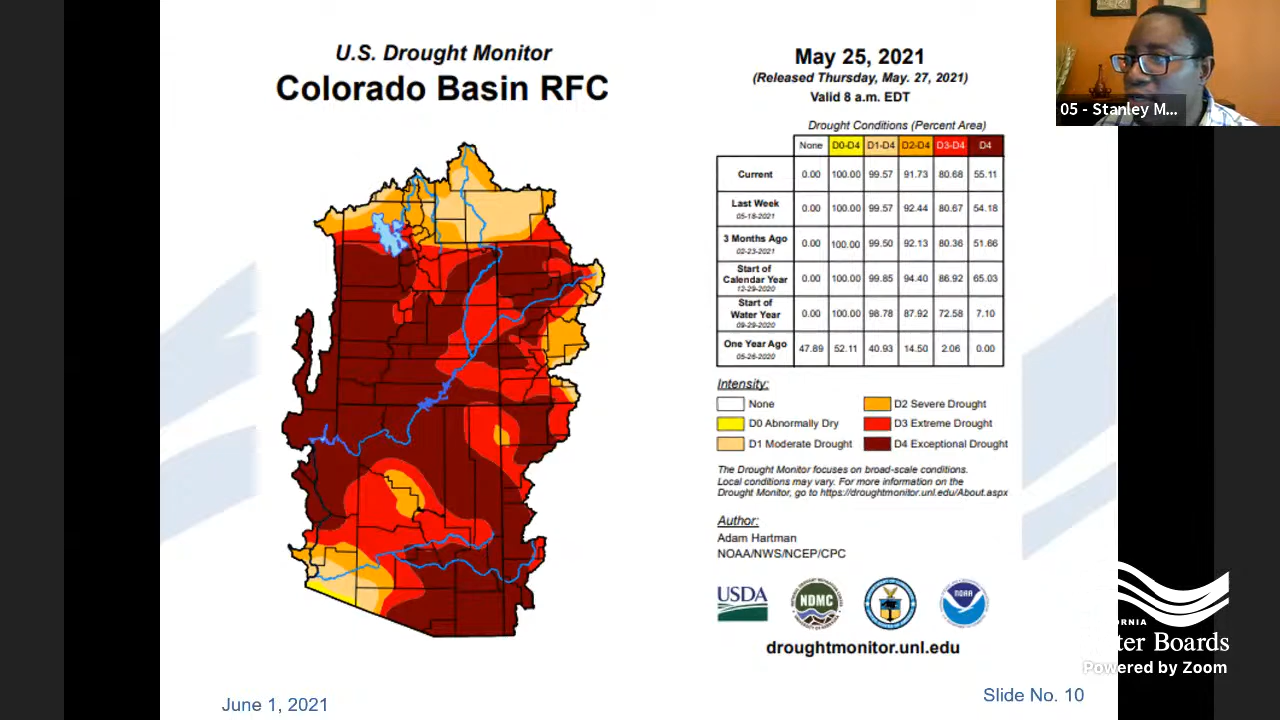 U.S. Drought Monitor
Colorado Basin RFC
May 25, 2021
(Released Thursday, May. 27, 2021)
Valid 8 a.m. EDT
Drought Conditions (Percent Area)
None D0-D4 D1-D4 D2-D4 D3-D4 D4
Current 0.00 100.00 99.57 91.73 80.68 55.11
Last Week 0.00 100.00 99.57 92.44 80.67 54.18
05-18-2021
3 Months Ago 0.00 100.00 99.50 92.13 80.36 51.66
02-23-2021
Start of
Calendar Year 0.00 100.00 99.85 94.40 86.92 65.03
12-29-2020
Start of
Water Year 0.00 100.00 98.78 87.92 72.58 7.10
09-29-2020
One Year Ago 47.89 52.11 40.93 14.50 2.06 0.00
05-26-2020
Intensity:
None
D0 Abnormally Dry
D1 Moderate Drought
D2 Severe Drought
D3 Extreme Drought
D4 Exceptional Drought
The Drought Monitor focuses on broad-scale conditions.
Local conditions may vary. For more information on the
Drought Monitor, go to https://droughtmonitor.unl.edu/About.aspx
Author:
Adam Hartman
NOAA/NWS/NCEP/CPC
USDA
NDMC
NOAA
droughtmonitor.unl.edu
June 1, 2021
Slide No. 10
05 - Stanley M...
ORNIA
ter Boards
Powered by Zoom